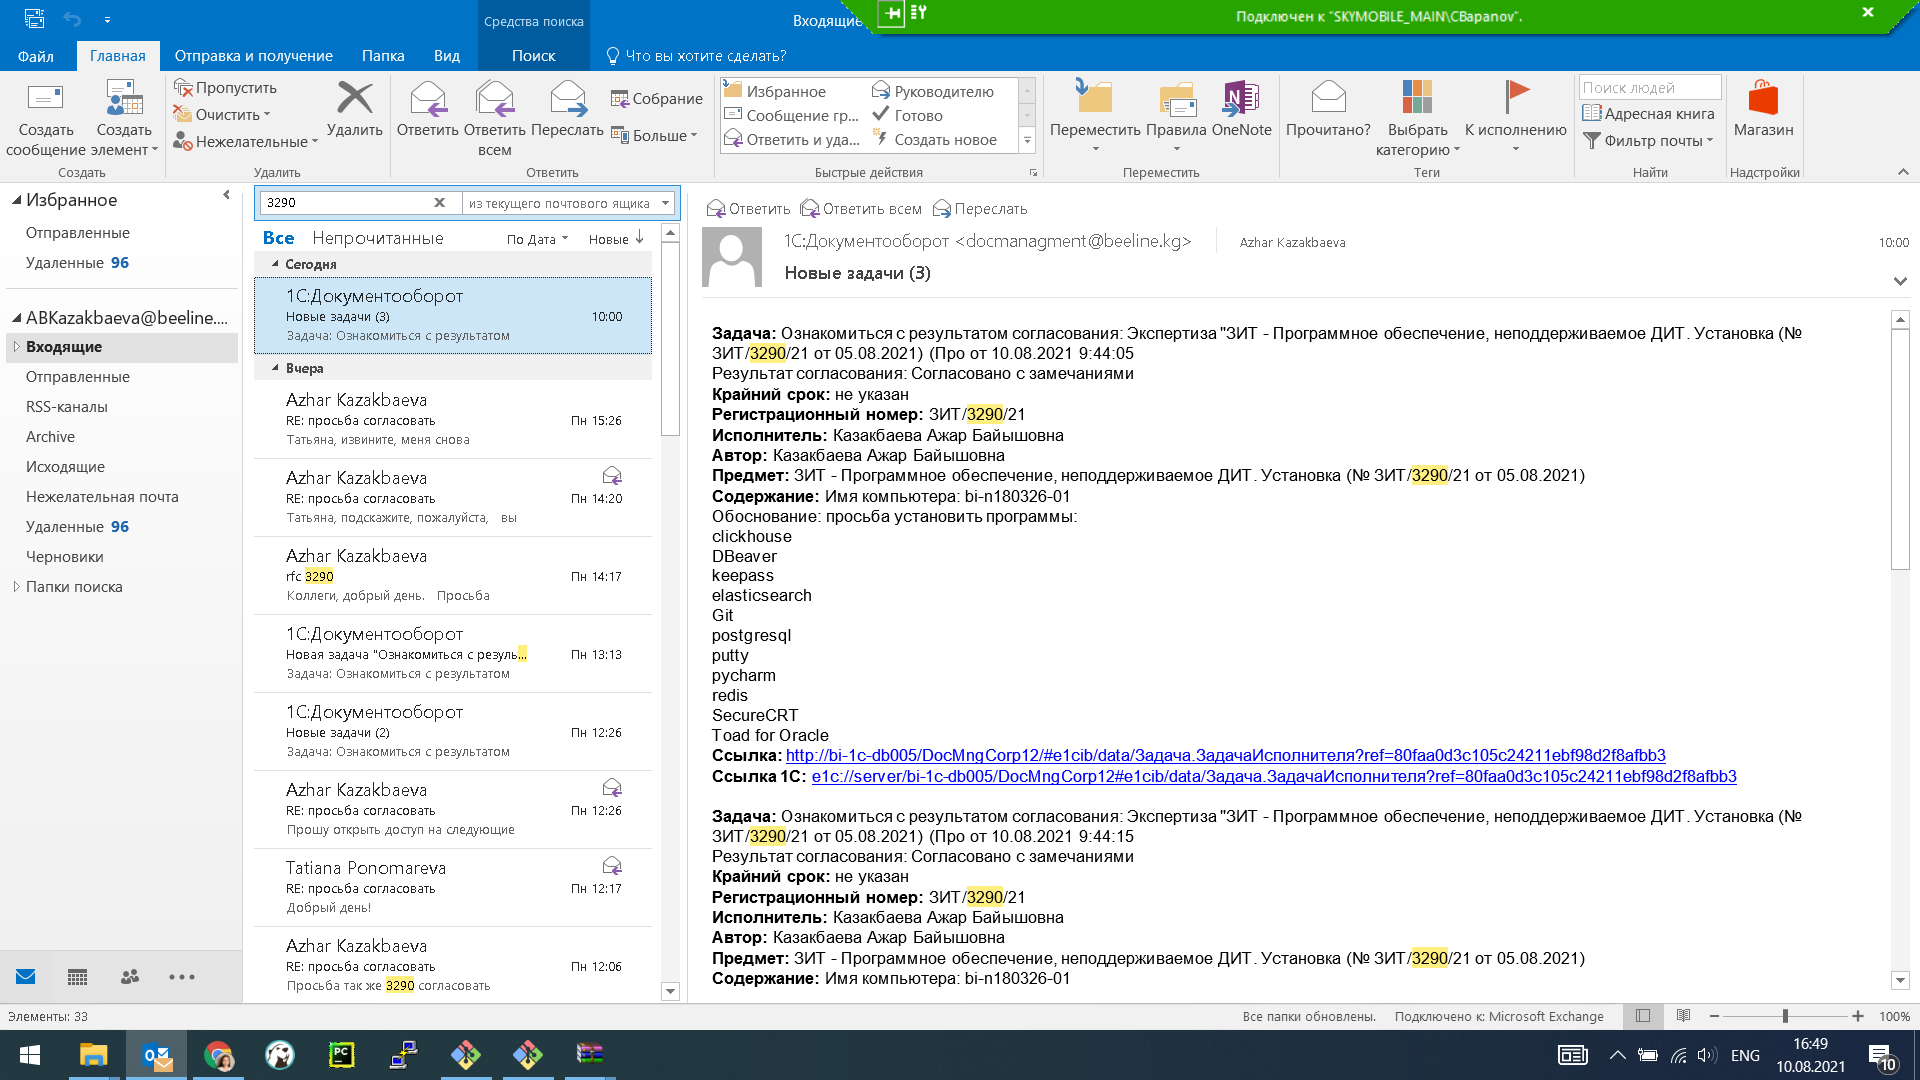 Средства поиска
Входящие
Подключен к "SKYMOBILE_MAIN\CBapanov".
Файл
Главная
Отправка и получение
Папка
Вид
Поиск
Что вы хотите сделать?
Создать сообщение
Создать элемент
Создать
Пропустить
Очистить
Нежелательные
Удалить
Удалить
Ответить
Ответить всем
Переслать
Собрание
Больше
Ответить
Избранное
Сообщение гр...
Ответить и уда...
Руководителю
Готово
Создать новое
Быстрые действия
Переместить
Правила
OneNote
Переместить
Прочитано?
Выбрать категорию
К исполнению
Теги
Поиск людей
Адресная книга
Фильтр почты
Найти
Магазин
Надстройки
Избранное
Отправленные
Удаленные 96
ABKazakbaeva@beeline....
Входящие
Отправленные
RSS-каналы
Archive
Исходящие
Нежелательная почта
Удаленные 96
Черновики
Папки поиска
3290
из текущего почтового ящика
Все Непрочитанные По Дата Новые
Сегодня
1С:Документооборот
Новые задачи (3) 10:00
Задача: Ознакомиться с результатом
Вчера
Azhar Kazakbaeva
RE: просьба согласовать Пн 15:26
Татьяна, извините, меня снова
Azhar Kazakbaeva
RE: просьба согласовать Пн 14:20
Татьяна, подскажите, пожалуйста, вы
Azhar Kazakbaeva
rfc 3290 Пн 14:17
Коллеги, добрый день. Просьба
1С:Документооборот
Новая задача "Ознакомиться с резуль... Пн 13:13
Задача: Ознакомиться с результатом
1С:Документооборот
Новые задачи (2) Пн 12:26
Задача: Ознакомиться с результатом
Azhar Kazakbaeva
RE: просьба согласовать Пн 12:26
Прошу открыть доступ на следующие
Tatiana Ponomareva
RE: просьба согласовать Пн 12:17
Добрый день!
Azhar Kazakbaeva
RE: просьба согласовать Пн 12:06
Просьба так же 3290 согласовать
Ответить Ответить всем Переслать
1С:Документооборот <docmanagment@beeline.kg> Azhar Kazakbaeva 10:00
Новые задачи (3)
Задача: Ознакомиться с результатом согласования: Экспертиза "ЗИТ - Программное обеспечение, неподдерживаемое ДИТ. Установка (№
ЗИТ/3290/21 от 05.08.2021) (Про от 10.08.2021 9:44:05
Результат согласования: Согласовано с замечаниями
Крайний срок: не указан
Регистрационный номер: ЗИТ/3290/21
Исполнитель: Казакбаева Ажар Байышовна
Автор: Казакбаева Ажар Байышовна
Предмет: ЗИТ - Программное обеспечение, неподдерживаемое ДИТ. Установка (№ ЗИТ/3290/21 от 05.08.2021)
Содержание: Имя компьютера: bi-n180326-01
Обоснование: просьба установить программы:
clickhouse
DBeaver
keepass
elasticsearch
Git
postgresql
putty
pycharm
redis
SecureCRT
Toad for Oracle
Ссылка: http://bi-1c-db005/DocMngCorp12/#e1cib/data/Задача.ЗадачаИсполнителя?ref=80faa0d3c105c24211ebf98d2f8afbb3
Ссылка 1С: e1c://server/bi-1c-db005/DocMngCorp12#e1cib/data/Задача.ЗадачаИсполнителя?ref=80faa0d3c105c24211ebf98d2f8afbb3
Задача: Ознакомиться с результатом согласования: Экспертиза "ЗИТ - Программное обеспечение, неподдерживаемое ДИТ. Установка (№
ЗИТ/3290/21 от 05.08.2021) (Про от 10.08.2021 9:44:15
Результат согласования: Согласовано с замечаниями
Крайний срок: не указан
Регистрационный номер: ЗИТ/3290/21
Исполнитель: Казакбаева Ажар Байышовна
Автор: Казакбаева Ажар Байышовна
Предмет: ЗИТ - Программное обеспечение, неподдерживаемое ДИТ. Установка (№ ЗИТ/3290/21 от 05.08.2021)
Содержание: Имя компьютера: bi-n180326-01
Элементы: 33
Все папки обновлены. Подключено к: Microsoft Exchange 100%
ENG
16:49
10.08.2021
10